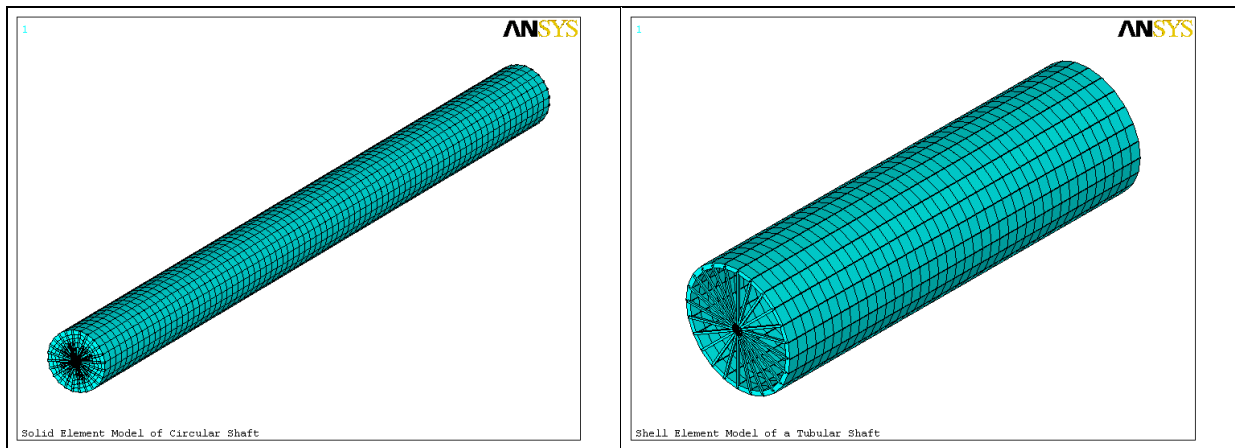 1
ANSYS
Solid Element Model of Circular Shaft
1
ANSYS
Shell Element Model of a Tubular Shaft